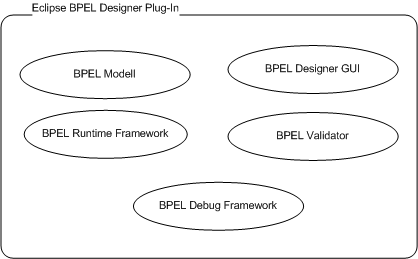 Eclipse BPEL Designer Plug-In
BPEL Modell
BPEL Designer GUI
BPEL Runtime Framework
BPEL Validator
BPEL Debug Framework